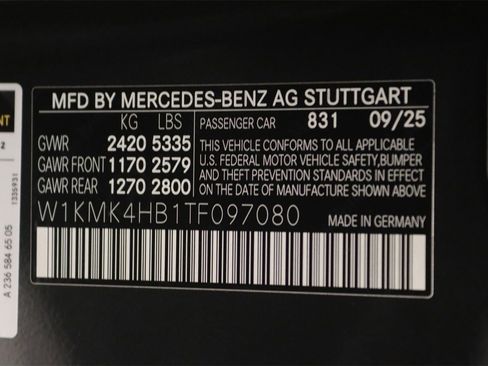 MFD BY MERCEDES-BENZ AG STUTTGART
KG LBS
GVWR 2420 5335
GAWR FRONT 1170 2579
GAWR REAR 1270 2800
PASSENGER CAR 831 09/25
THIS VEHICLE CONFORMS TO ALL APPLICABLE
U.S. FEDERAL MOTOR VEHICLE SAFETY,BUMPER
AND THEFT PREVENTION STANDARDS IN EFFECT
ON THE DATE OF MANUFACTURE SHOWN ABOVE.
W1KMK4HB1TF097080 MADE IN GERMANY
A 236 584 65 05
1335931